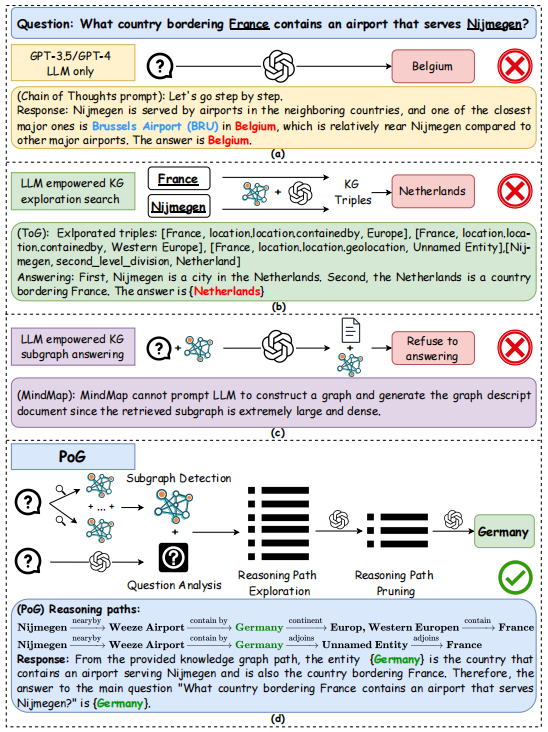 Question: What country bordering France contains an airport that serves Nijmegen?
GPT-3.5/GPT-4
LLM only
?
Belgium
(Chain of Thoughts prompt): Let's go step by step.
Response: Nijmegen is served by airports in the neighboring countries, and one of the closest
major ones is Brussels Airport (BRU) in Belgium, which is relatively near Nijmegen compared to
other major airports. The answer is Belgium.
(a)
LLM empowered KG
exploration search
France
Nijmegen
+
KG
Triples
Netherlands
(ToG): Exlporated triples: [France, location.location.containedby, Europe], [France, location.loca-
tion.containedby, Western Europe], [France, location.location.geolocation, Unnamed Entity],[Nij-
megen, second_level_division, Netherland]
Answering: First, Nijmegen is a city in the Netherlands. Second, the Netherlands is a country
bordering France. The answer is {Netherlands}
(b)
LLM empowered KG
subgraph answering
?
+
+
Refuse to
answering
(MindMap): MindMap cannot prompt LLM to construct a graph and generate the graph descript
document since the retrieved subgraph is extremely large and dense.
(c)
PoG
Subgraph Detection
?
+ ... +
+
Germany
?
?
Question Analysis
Reasoning Path
Exploration
Reasoning Path
Pruning
(PoG) Reasoning paths:
Nijmegen nearyby Weeze Airport contain by Germany continent Europ, Western Europen contain France
Nijmegen nearyby Weeze Airport contain by Germany adjoins Unnamed Entity adjoins France
Response: From the provided knowledge graph path, the entity {Germany} is the country that
contains an airport serving Nijmegen and is also the country bordering France. Therefore, the
answer to the main question "What country bordering France contains an airport that serves
Nijmegen?" is {Germany}.
(d)